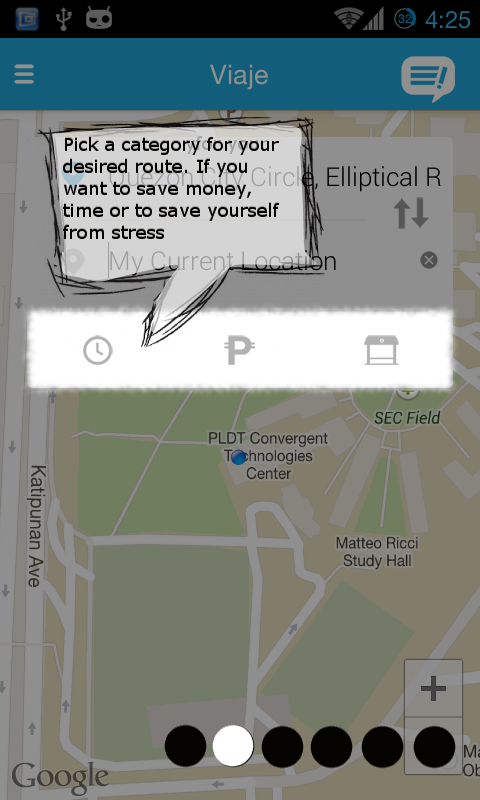 32 4:25
Viaje
Pick a category for your
desired route. If you
want to save money,
time or to save yourself
from stress
Quezon City Circle, Elliptical R
My Current Location
P
SEC Field
PLDT Convergent
Technologies
Center
Katipunan Ave
Matteo Ricci
Study Hall
+
Google